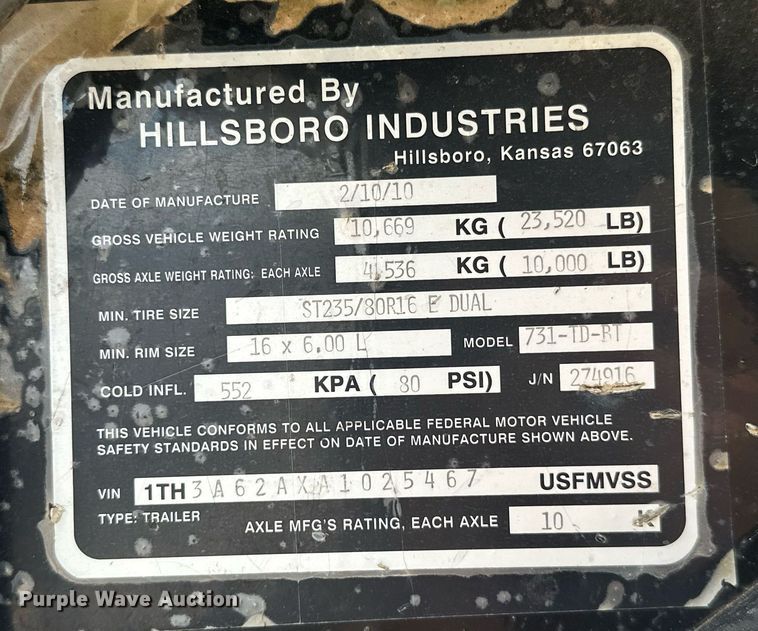 Manufactured By
HILLSBORO INDUSTRIES
Hillsboro, Kansas 67063
DATE OF MANUFACTURE 2/10/10
GROSS VEHICLE WEIGHT RATING 10,669 KG ( 23,520 LB)
GROSS AXLE WEIGHT RATING: EACH AXLE 4,536 KG ( 10,000 LB)
MIN. TIRE SIZE ST235/80R16 E DUAL
MIN. RIM SIZE 16 x 6.00 L MODEL 731-TD-RT
COLD INFL. 552 KPA ( 80 PSI) J/N 274916
THIS VEHICLE CONFORMS TO ALL APPLICABLE FEDERAL MOTOR VEHICLE
SAFETY STANDARDS IN EFFECT ON DATE OF MANUFACTURE SHOWN ABOVE.
VIN 1TH3A62AXA1025467 USFMVSS
TYPE: TRAILER AXLE MFG'S RATING, EACH AXLE 10 K
Purple Wave Auction